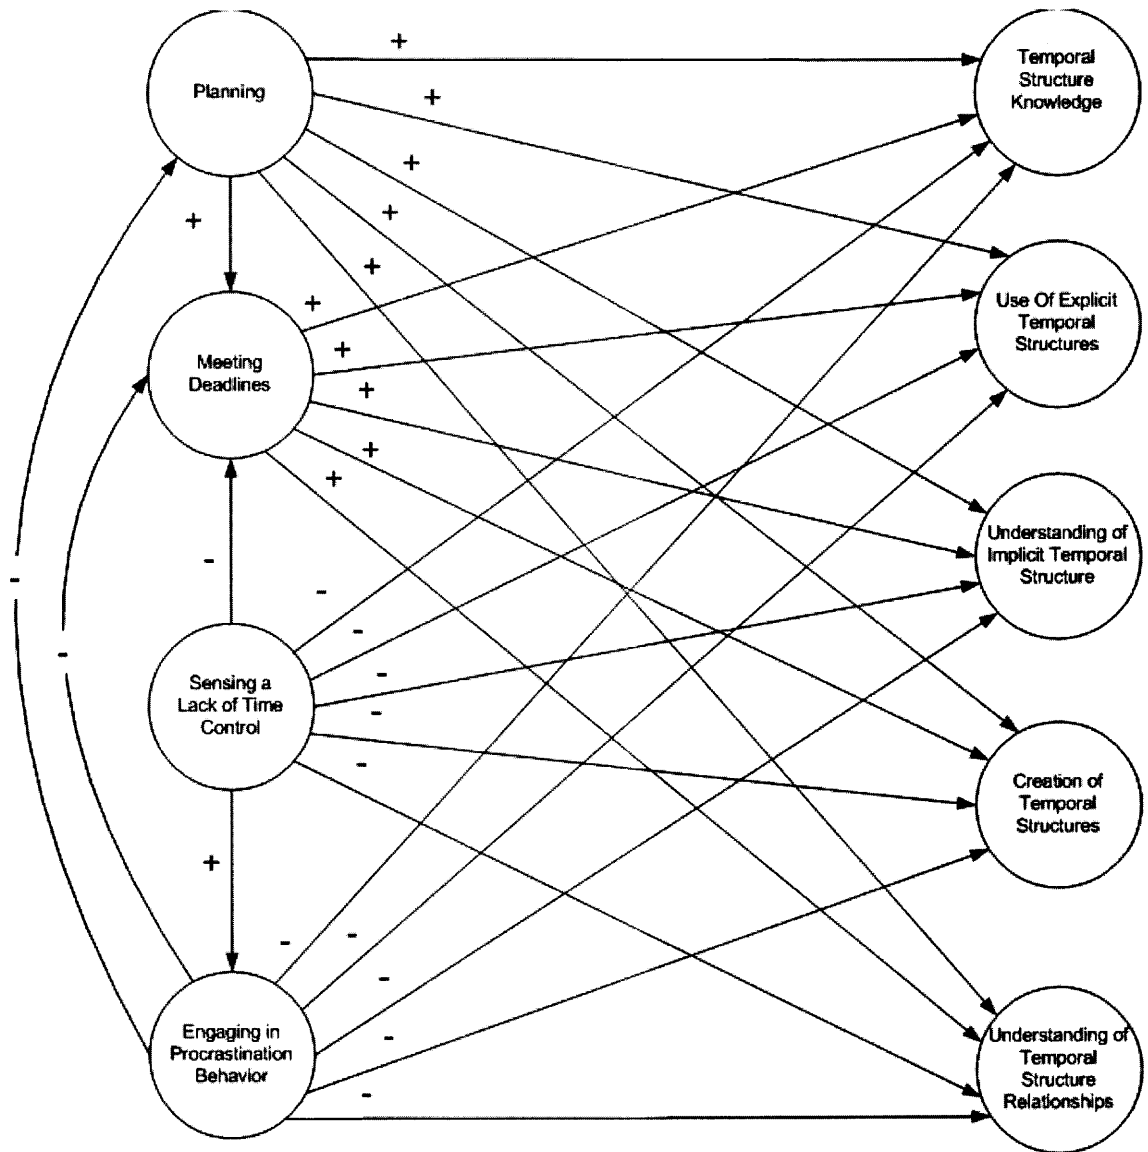 Planning
Meeting
Deadlines
Sensing a
Lack of Time
Control
Engaging in
Procrastination
Behavior
Temporal
Structure
Knowledge
Use Of Explicit
Temporal
Structures
Understanding of
Implicit Temporal
Structure
Creation of
Temporal
Structures
Understanding of
Temporal
Structure
Relationships
+
+
+
+
+
+
+
+
+
+
+
-
-
-
-
-
-
-
-
+
-
-
-
-
-
-